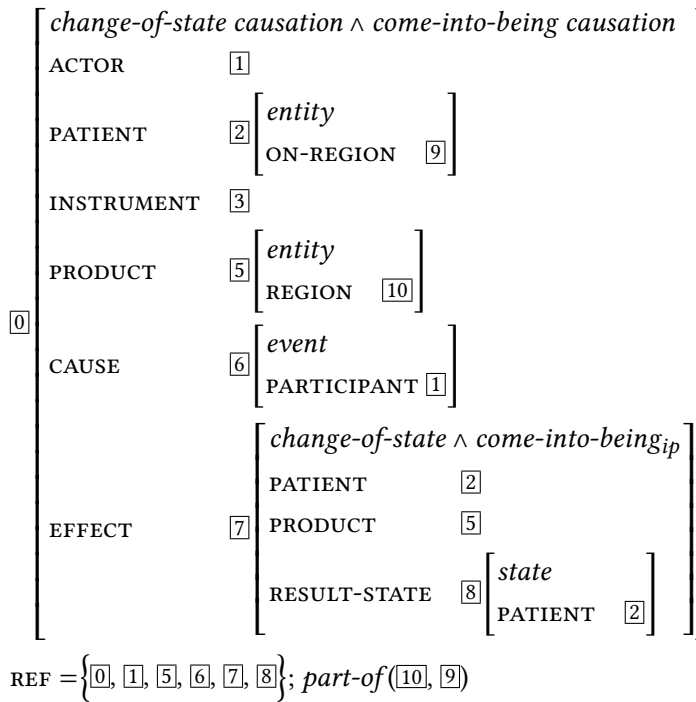 change-of-state causation ∧ come-into-being causation
ACTOR 1
PATIENT 2 entity
ON-REGION 9
INSTRUMENT 3
PRODUCT 5 entity
REGION 10
0
CAUSE 6 event
PARTICIPANT 1
EFFECT 7 change-of-state ∧ come-into-being_ip
PATIENT 2
PRODUCT 5
RESULT-STATE 8 state
PATIENT 2
REF = {0, 1, 5, 6, 7, 8}; part-of(10, 9)